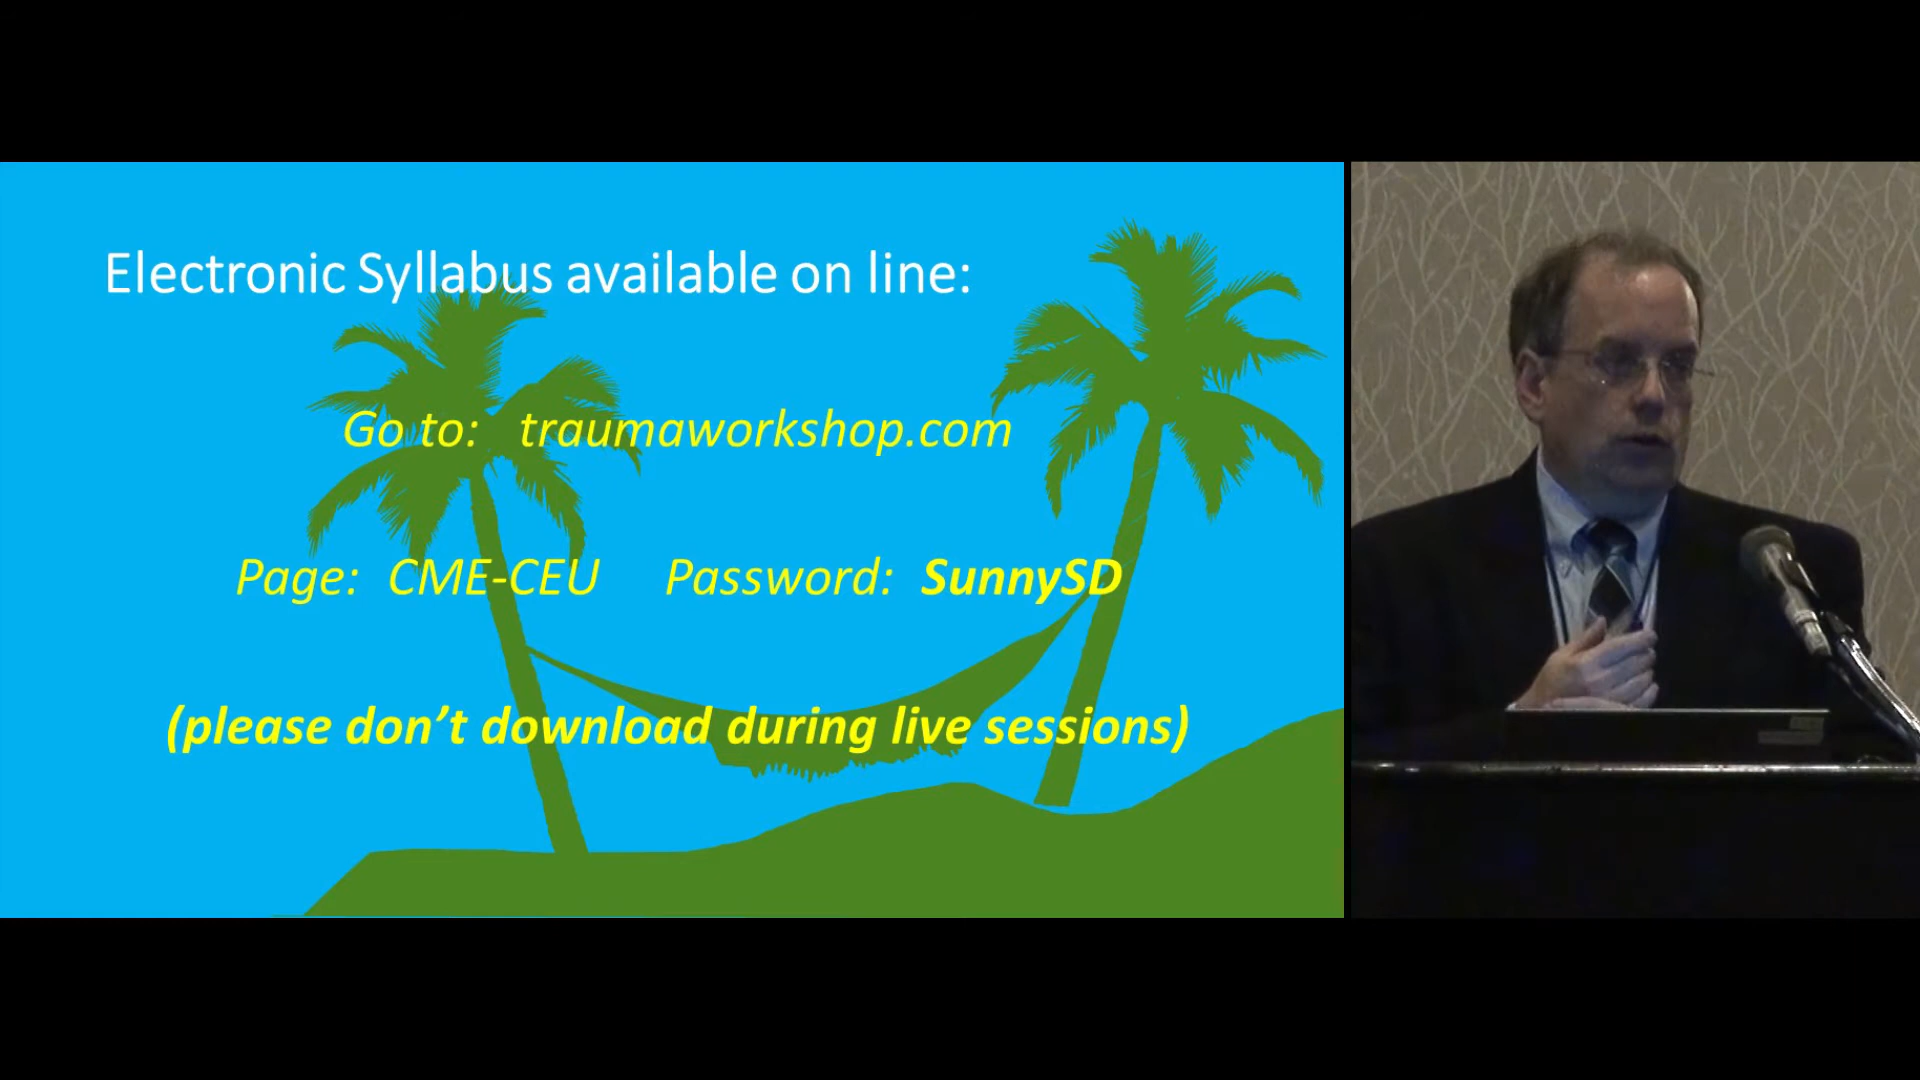 Electronic Syllabus available on line:
Go to: traumaworkshop.com
Page: CME-CEU Password: SunnySD
(please don't download during live sessions)